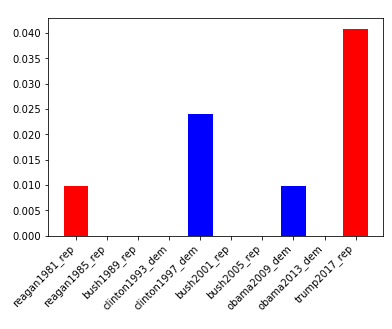 0.040
0.035
0.030
0.025
0.020
0.015
0.010
0.005
0.000
reagan1981_rep
reagan1985_rep
bush1989_rep
clinton1993_dem
clinton1997_dem
bush2001_rep
bush2005_rep
obama2009_dem
obama2013_dem
trump2017_rep